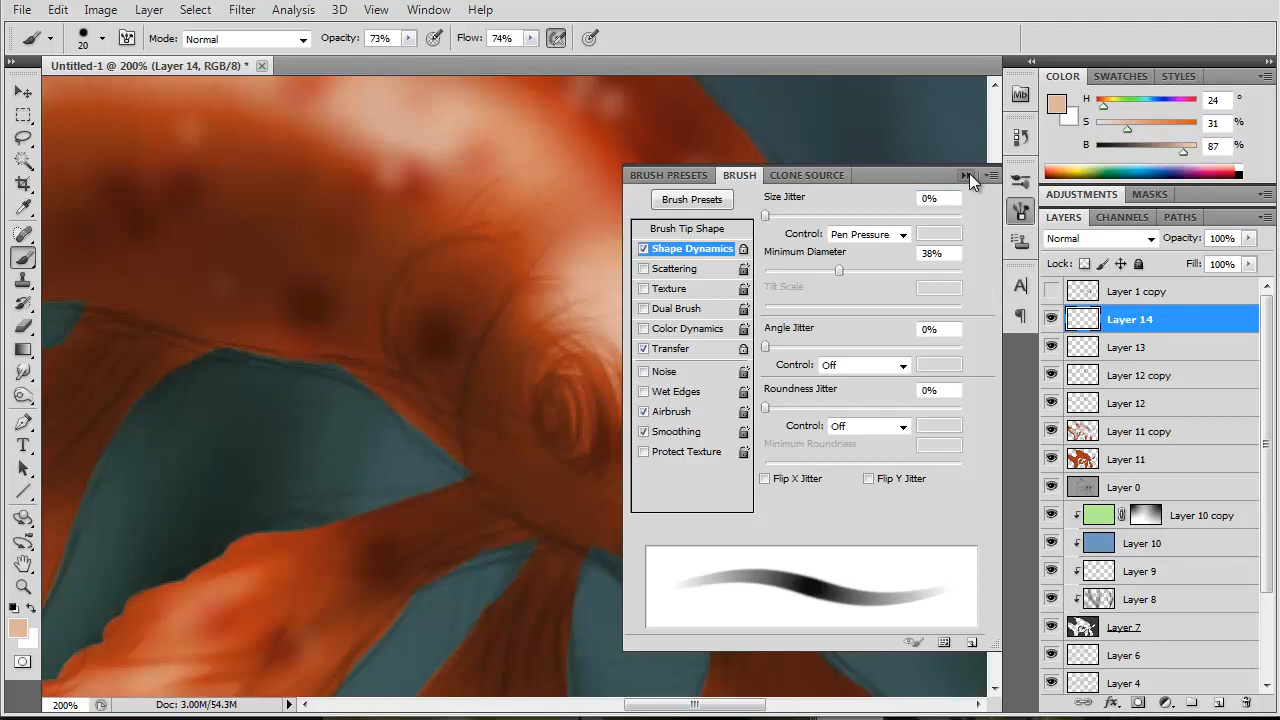 File Edit Image Layer Select Filter Analysis 3D View Window Help
20 Mode: Normal Opacity: 73% Flow: 74%
Untitled-1 @ 200% (Layer 14, RGB/8) *
COLOR SWATCHES STYLES
Mb
H 24 °
S 31 %
B 87 %
BRUSH PRESETS BRUSH CLONE SOURCE
Brush Presets
Brush Tip Shape
Shape Dynamics
Scattering
Texture
Dual Brush
Color Dynamics
Transfer
Noise
Wet Edges
Airbrush
Smoothing
Protect Texture
Size Jitter 0%
Control: Pen Pressure
Minimum Diameter 38%
Tilt Scale
Angle Jitter 0%
Control: Off
Roundness Jitter 0%
Control: Off
Minimum Roundness
Flip X Jitter Flip Y Jitter
ADJUSTMENTS MASKS
LAYERS CHANNELS PATHS
Normal Opacity: 100%
Lock: Fill: 100%
Layer 1 copy
Layer 14
Layer 13
Layer 12 copy
Layer 12
Layer 11 copy
Layer 11
Layer 0
Layer 10 copy
Layer 10
Layer 9
Layer 8
Layer 7
Layer 6
Layer 4
200% Doc: 3.00M/54.3M